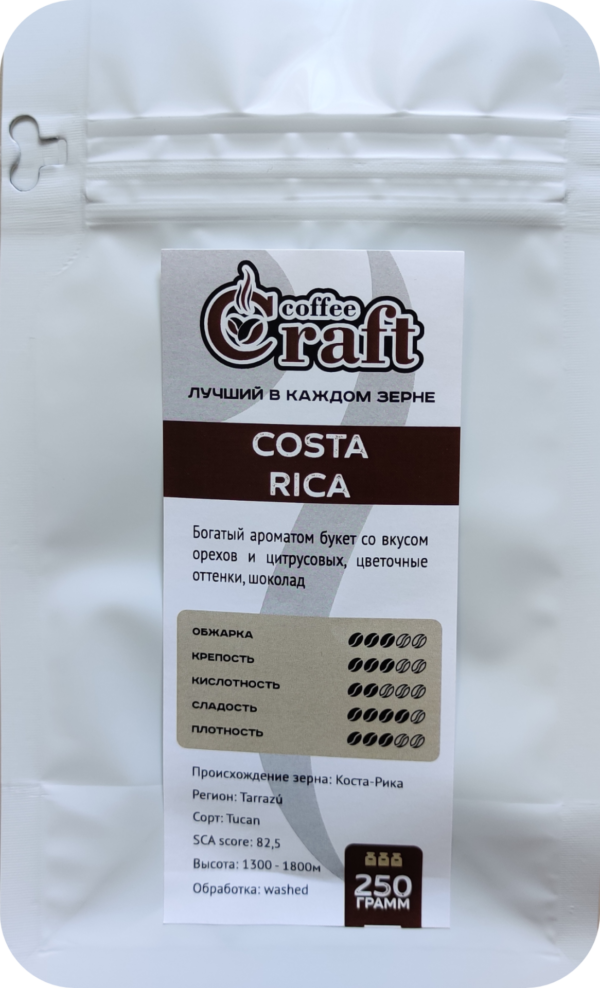 coffee
Craft
ЛУЧШИЙ В КАЖДОМ ЗЕРНЕ
COSTA
RICA
Богатый ароматом букет со вкусом
орехов и цитрусовых, цветочные
оттенки, шоколад
ОБЖАРКА
КРЕПОСТЬ
КИСЛОТНОСТЬ
СЛАДОСТЬ
ПЛОТНОСТЬ
Происхождение зерна: Коста-Рика
Регион: Tarrazú
Сорт: Tucan
SCA score: 82,5
Высота: 1300 - 1800м
Обработка: washed
250
ГРАММ